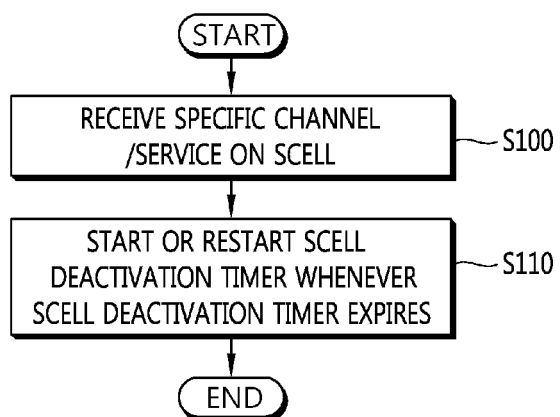 START
RECEIVE SPECIFIC CHANNEL
/SERVICE ON SCELL
S100
START OR RESTART SCELL
DEACTIVATION TIMER WHENEVER
SCELL DEACTIVATION TIMER EXPIRES
S110
END